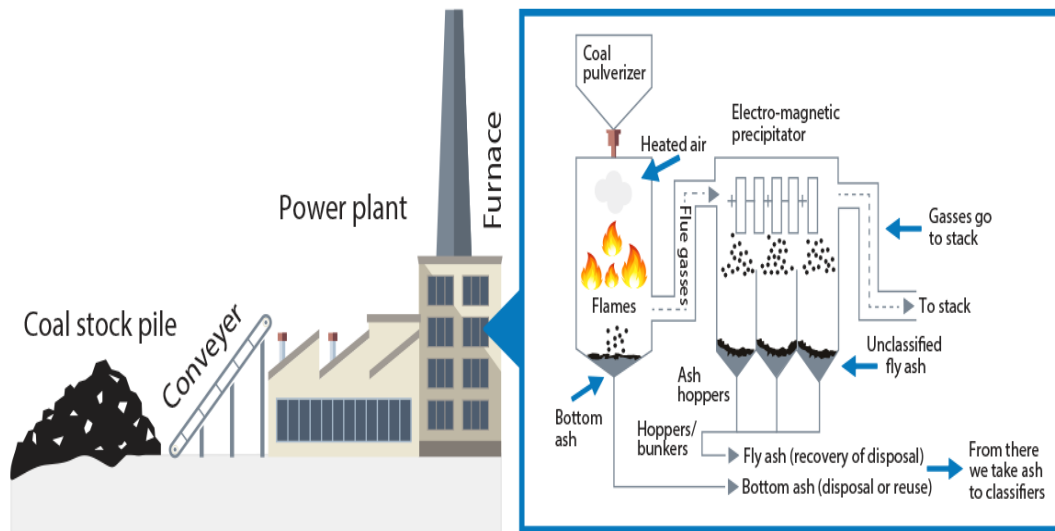 Coal stock pile
Conveyer
Power plant
Furnace
Coal
pulverizer
Heated air
Flames
Bottom
ash
Flue gasses
Electro-magnetic
precipitator
Gasses go
to stack
To stack
Unclassified
fly ash
Ash
hoppers
Hoppers/
bunkers
Fly ash (recovery of disposal)
Bottom ash (disposal or reuse)
From there
we take ash
to classifiers